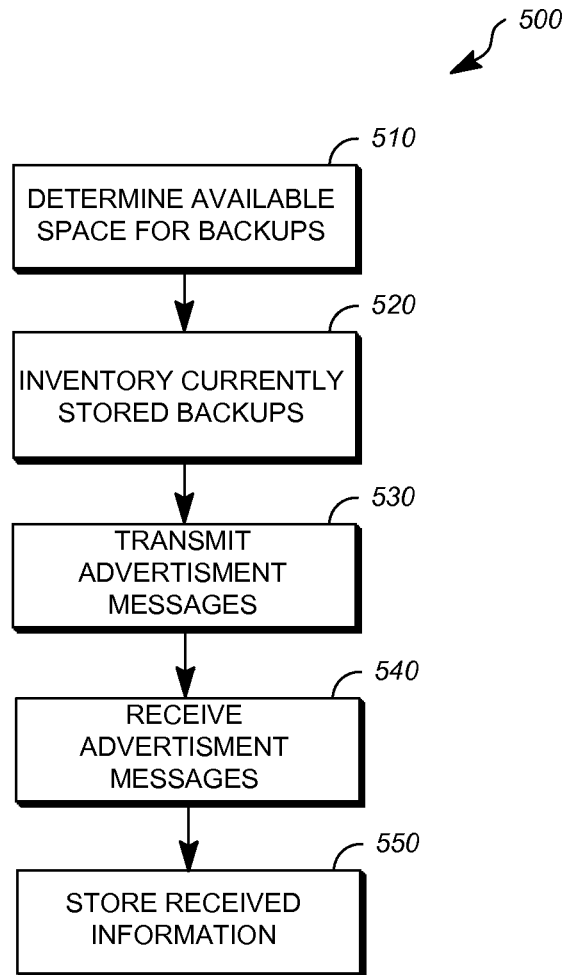 500
510
DETERMINE AVAILABLE
SPACE FOR BACKUPS
520
INVENTORY CURRENTLY
STORED BACKUPS
530
TRANSMIT
ADVERTISMENT
MESSAGES
540
RECEIVE
ADVERTISMENT
MESSAGES
550
STORE RECEIVED
INFORMATION